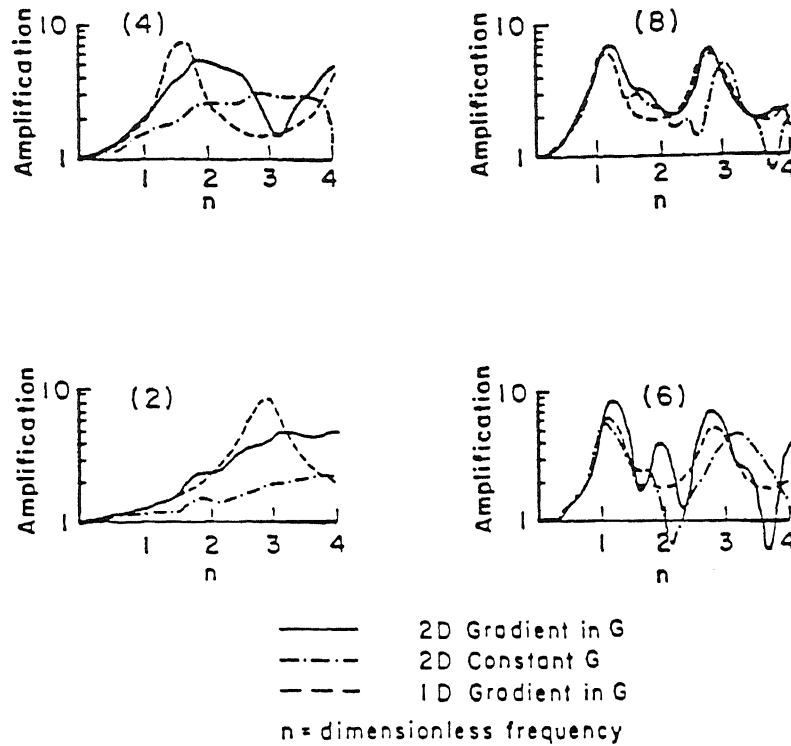 (4)
Amplification
10
1
1 2 3 4
n
(8)
Amplification
10
1
1 2 3 4
n
(2)
Amplification
10
1
1 2 3 4
n
(6)
Amplification
10
1
1 2 3 4
n
2D Gradient in G
2D Constant G
1D Gradient in G
n = dimensionless frequency